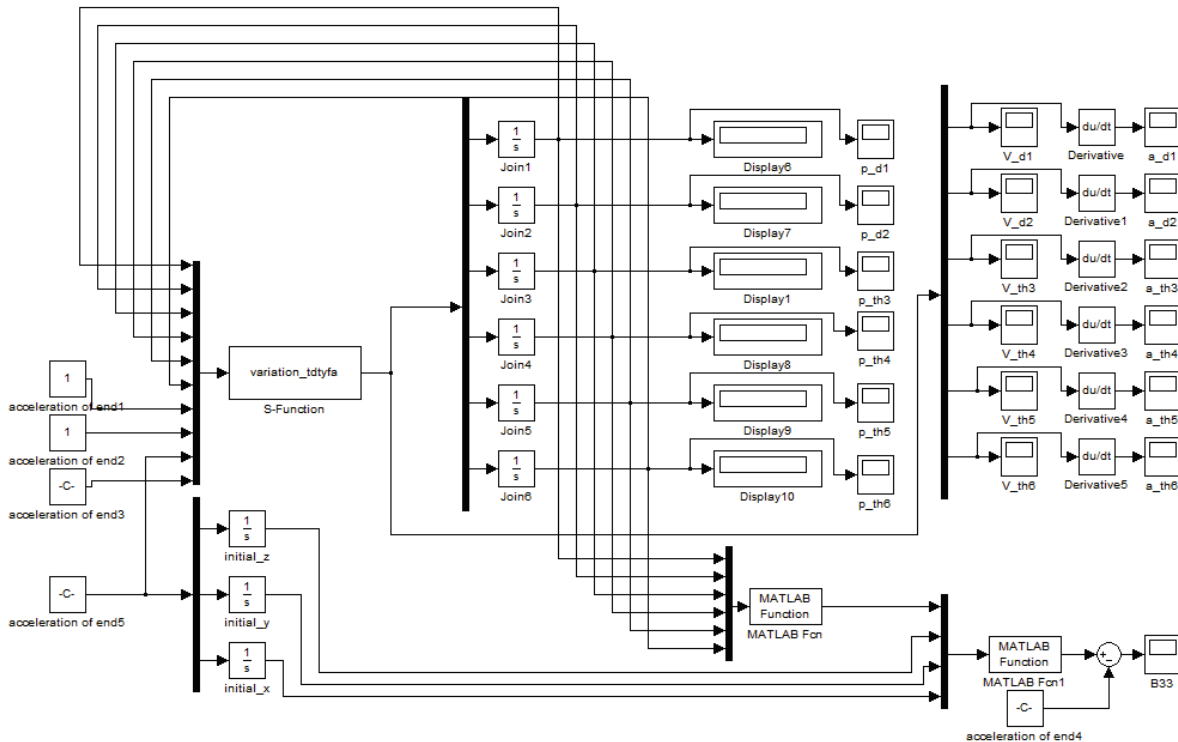 1
s
Join1
1
s
Join2
1
s
Join3
1
s
Join4
1
s
Join5
1
s
Join6
Display6
Display7
Display1
Display8
Display9
Display10
p_d1
p_d2
p_th3
p_th4
p_th5
p_th6
V_d1
V_d2
V_th3
V_th4
V_th5
V_th6
du/dt
Derivative
du/dt
Derivative1
du/dt
Derivative2
du/dt
Derivative3
du/dt
Derivative4
du/dt
Derivative5
a_d1
a_d2
a_th3
a_th4
a_th5
a_th6
variation_tdtyfa
S-Function
1
acceleration of end1
1
acceleration of end2
-C-
acceleration of end3
-C-
acceleration of end5
1
s
initial_z
1
s
initial_y
1
s
initial_x
MATLAB
Function
MATLAB Fcn
MATLAB
Function
MATLAB Fcn1
+
−
B33
-C-
acceleration of end4